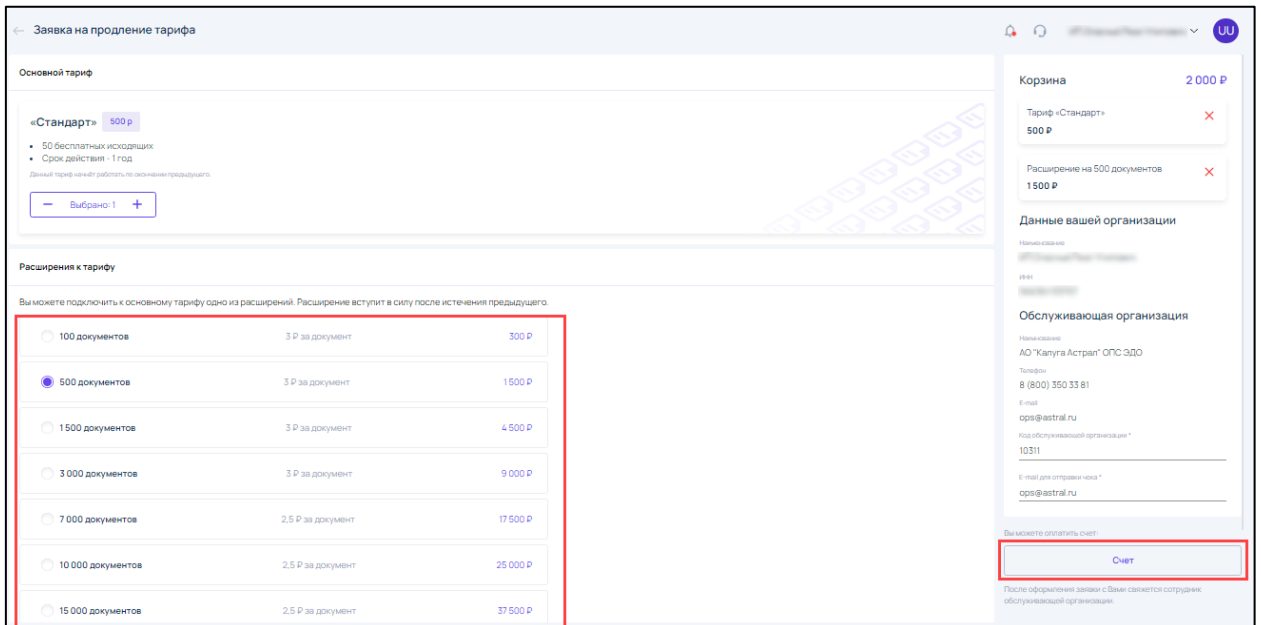 Заявка на продление тарифа
UU
Основной тариф
«Стандарт» 500 р
50 бесплатных исходящих
Срок действия - 1 год
Данный тариф начнёт работать по окончании предыдущего.
Выбрано: 1
Расширения к тарифу
Вы можете подключить к основному тарифу одно из расширений. Расширение вступит в силу после истечения предыдущего.
100 документов 3 ₽ за документ 300 ₽
500 документов 3 ₽ за документ 1 500 ₽
1 500 документов 3 ₽ за документ 4 500 ₽
3 000 документов 3 ₽ за документ 9 000 ₽
7 000 документов 2,5 ₽ за документ 17 500 ₽
10 000 документов 2,5 ₽ за документ 25 000 ₽
15 000 документов 2,5 ₽ за документ 37 500 ₽
Корзина 2 000 ₽
Тариф «Стандарт»
500 ₽
Расширение на 500 документов
1 500 ₽
Данные вашей организации
Наименование
ИНН
Обслуживающая организация
Наименование
АО "Калуга Астрал" ОПС ЭДО
Телефон
8 (800) 350 33 81
E-mail
ops@astral.ru
Код обслуживающей организации *
10311
E-mail для отправки чека *
ops@astral.ru
Вы можете оплатить счет:
Счет
После оформления заявки с Вами свяжется сотрудник
обслуживающей организации.